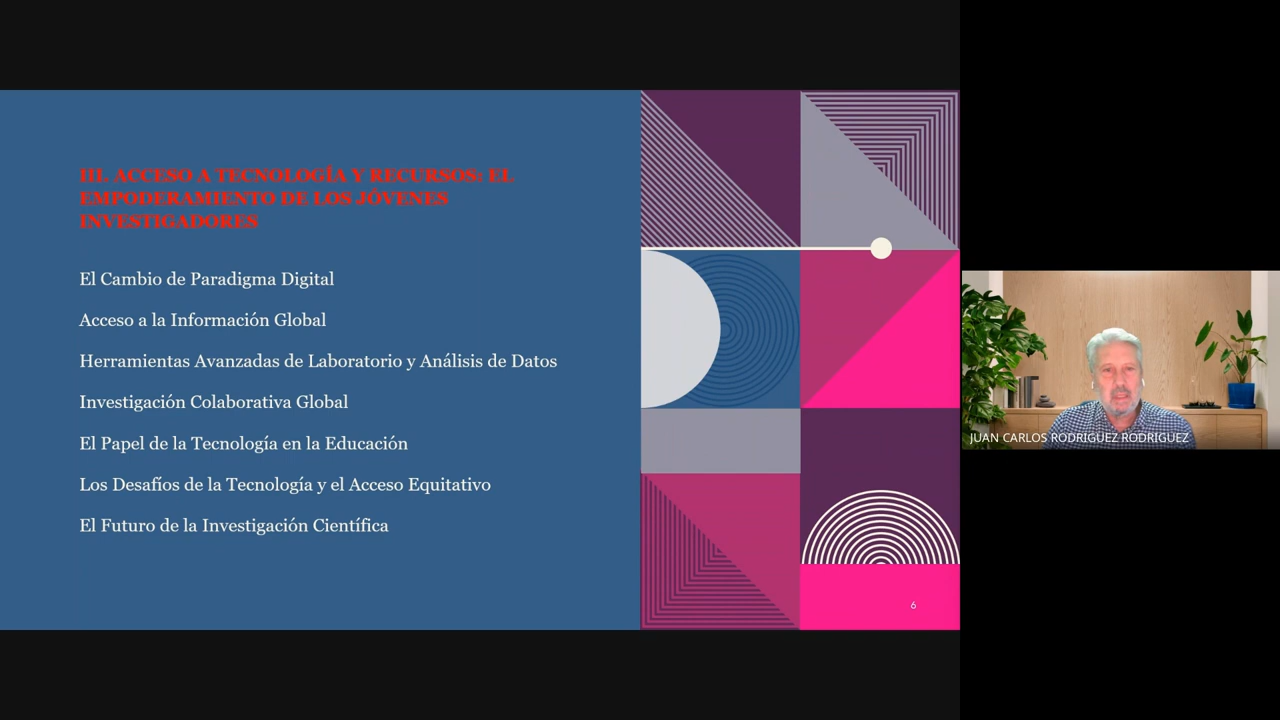 III. ACCESO A TECNOLOGÍA Y RECURSOS: EL
EMPODERAMIENTO DE LOS JÓVENES
INVESTIGADORES
El Cambio de Paradigma Digital
Acceso a la Información Global
Herramientas Avanzadas de Laboratorio y Análisis de Datos
Investigación Colaborativa Global
El Papel de la Tecnología en la Educación
Los Desafíos de la Tecnología y el Acceso Equitativo
El Futuro de la Investigación Científica
6
JUAN CARLOS RODRIGUEZ RODRIGUEZ